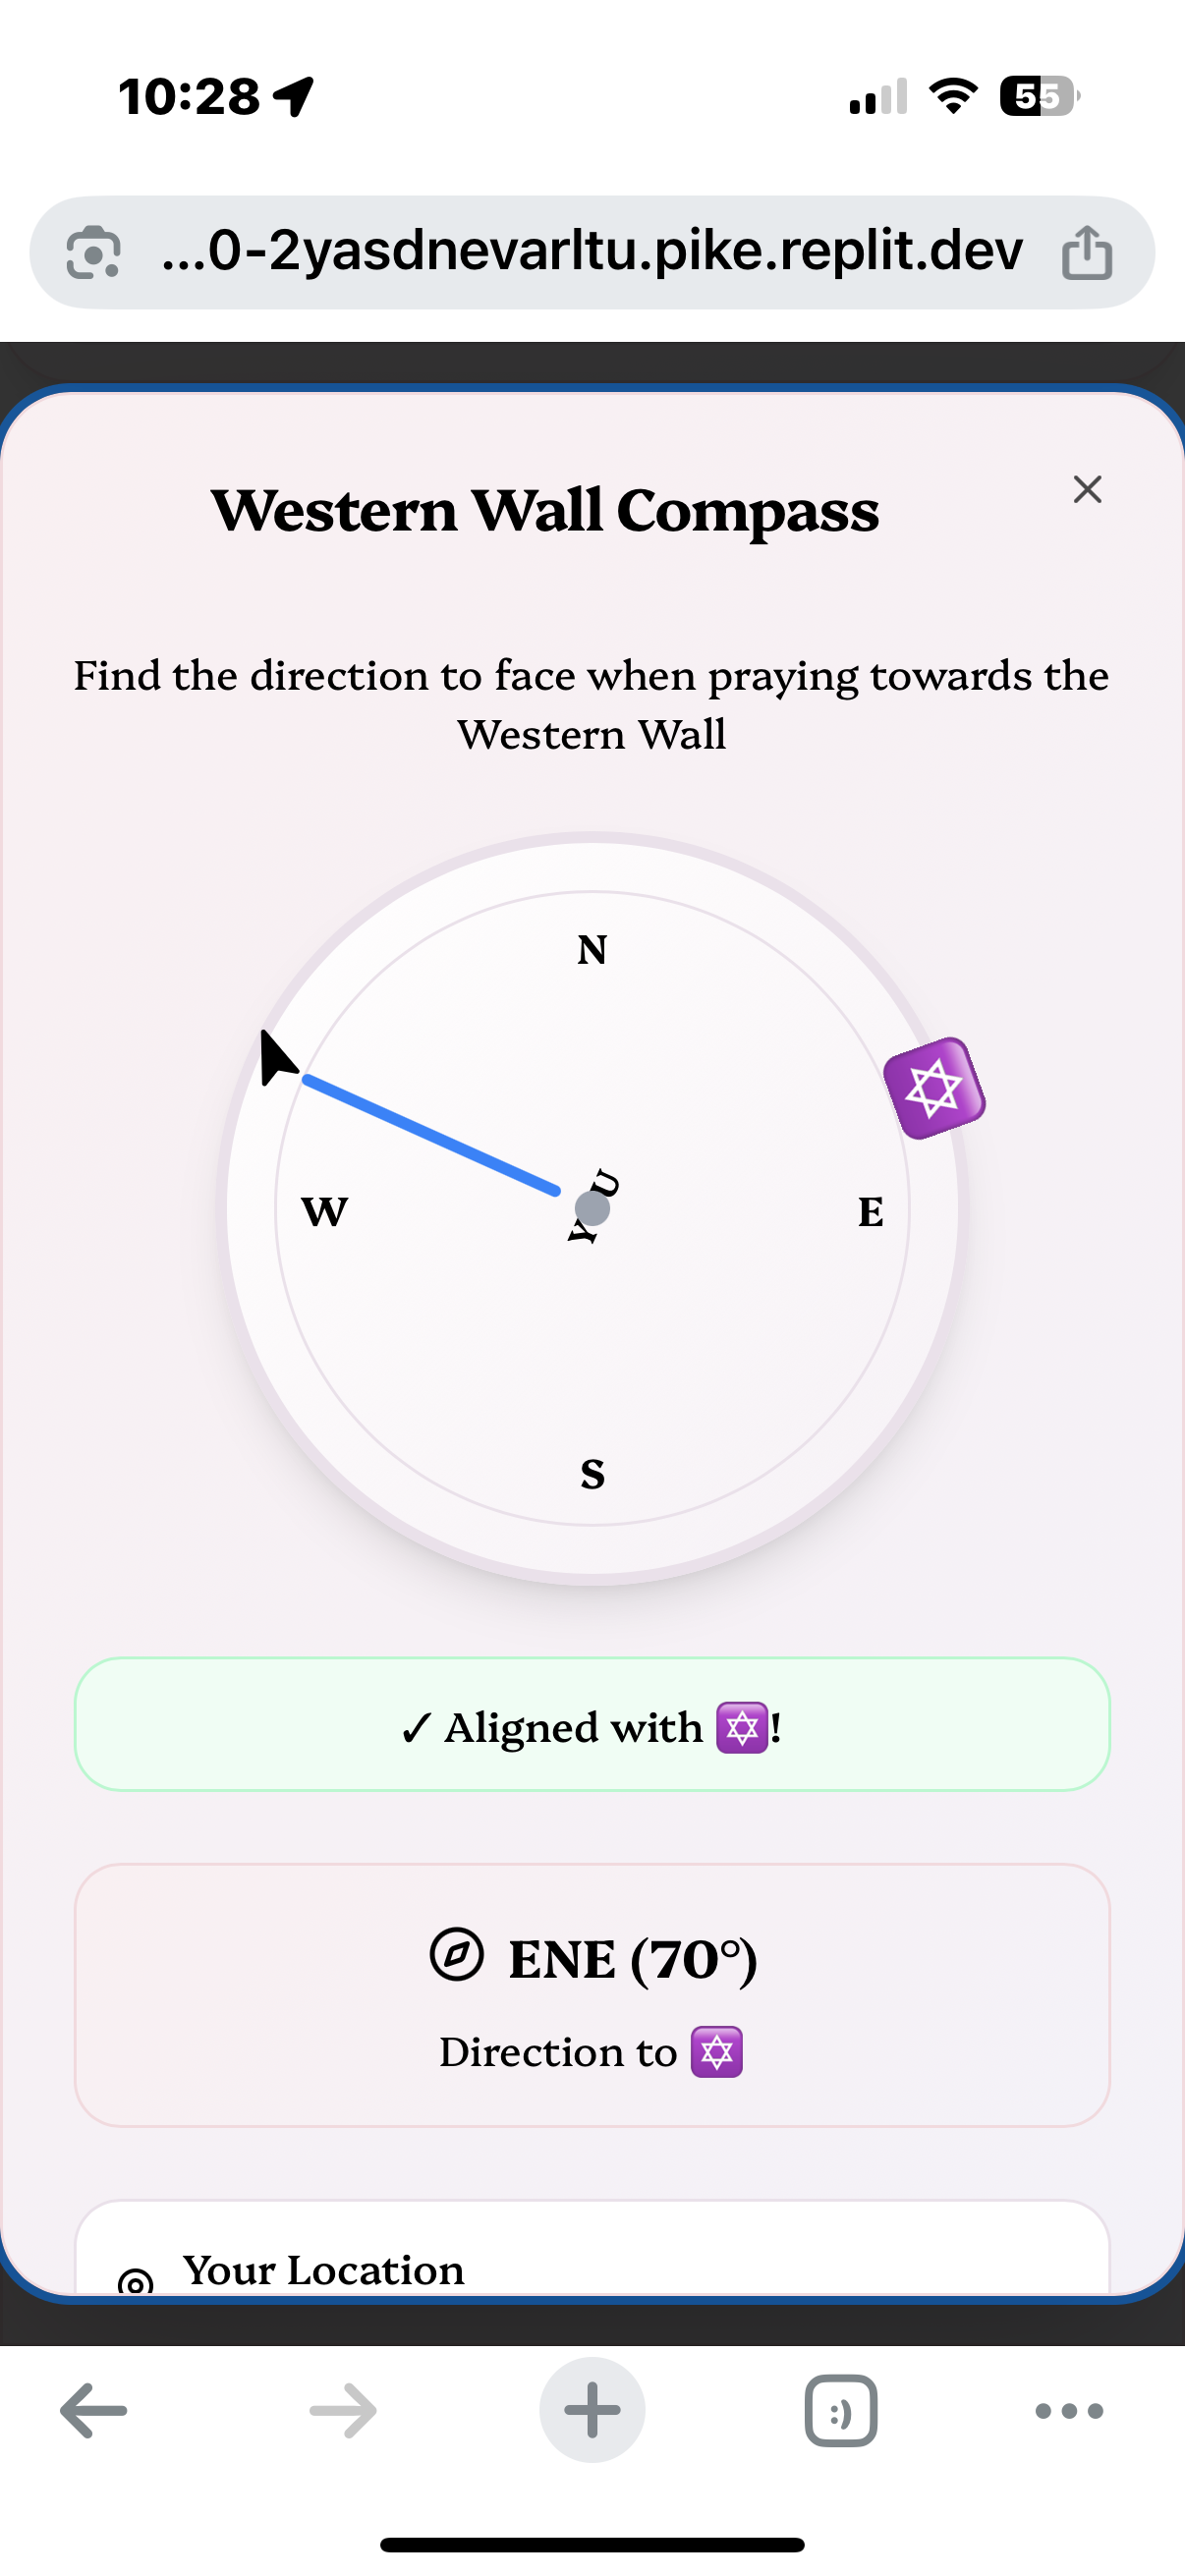 10:28
55
...0-2yasdnevarltu.pike.replit.dev
Western Wall Compass
Find the direction to face when praying towards the
Western Wall
N
W
E
S
✓ Aligned with ✡!
ENE (70°)
Direction to ✡
Your Location
:)